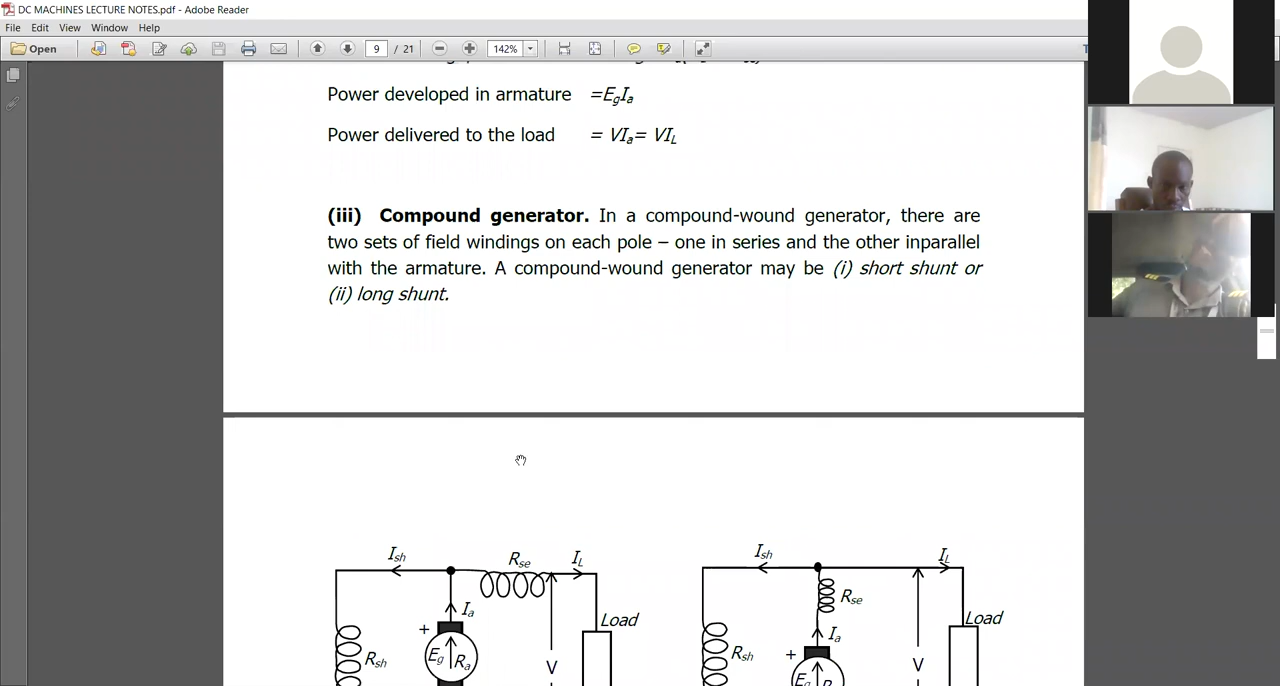 DC MACHINES LECTURE NOTES.pdf - Adobe Reader
File Edit View Window Help
Open 9 / 21 142%
Power developed in armature =EgIa
Power delivered to the load = VIa= VIL
(iii) Compound generator. In a compound-wound generator, there are
two sets of field windings on each pole – one in series and the other inparallel
with the armature. A compound-wound generator may be (i) short shunt or
(ii) long shunt.
Ish Rse IL
Ia
Load
+
Rsh Eg Ra V
Ish IL
Rse
Ia
Load
+
Rsh Eg V